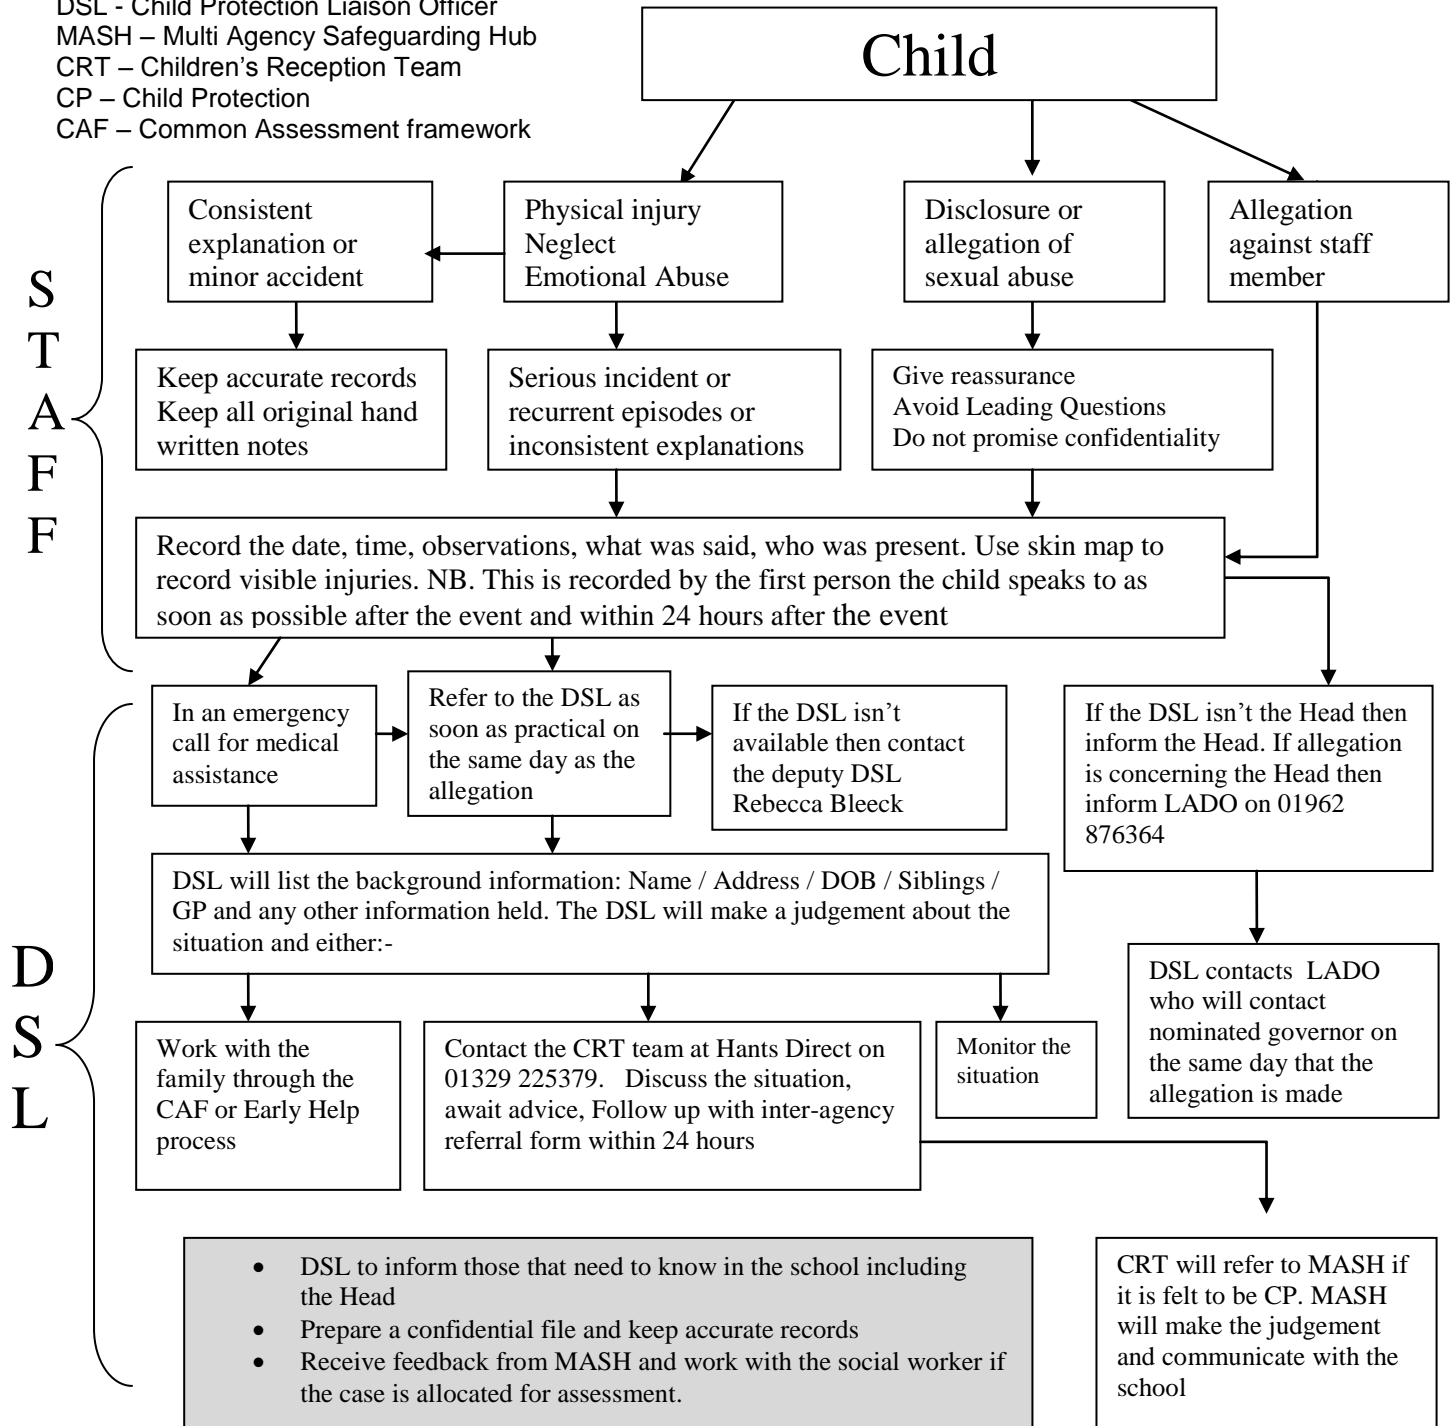 DSL - Child Protection Liaison Officer
MASH – Multi Agency Safeguarding Hub
CRT – Children's Reception Team
CP – Child Protection
CAF – Common Assessment framework
Child
STAFF
Consistent
explanation or
minor accident
Physical injury
Neglect
Emotional Abuse
Disclosure or
allegation of
sexual abuse
Allegation
against staff
member
Keep accurate records
Keep all original hand
written notes
Serious incident or
recurrent episodes or
inconsistent explanations
Give reassurance
Avoid Leading Questions
Do not promise confidentiality
Record the date, time, observations, what was said, who was present. Use skin map to
record visible injuries. NB. This is recorded by the first person the child speaks to as
soon as possible after the event and within 24 hours after the event
DSL
In an emergency
call for medical
assistance
Refer to the DSL as
soon as practical on
the same day as the
allegation
If the DSL isn't
available then contact
the deputy DSL
Rebecca Bleeck
If the DSL isn't the Head then
inform the Head. If allegation
is concerning the Head then
inform LADO on 01962
876364
DSL will list the background information: Name / Address / DOB / Siblings /
GP and any other information held. The DSL will make a judgement about the
situation and either:-
DSL contacts  LADO
who will contact
nominated governor on
the same day that the
allegation is made
Work with the
family through the
CAF or Early Help
process
Contact the CRT team at Hants Direct on
01329 225379.   Discuss the situation,
await advice, Follow up with inter-agency
referral form within 24 hours
Monitor the
situation
• DSL to inform those that need to know in the school including
the Head
• Prepare a confidential file and keep accurate records
• Receive feedback from MASH and work with the social worker if
the case is allocated for assessment.
CRT will refer to MASH if
it is felt to be CP. MASH
will make the judgement
and communicate with the
school